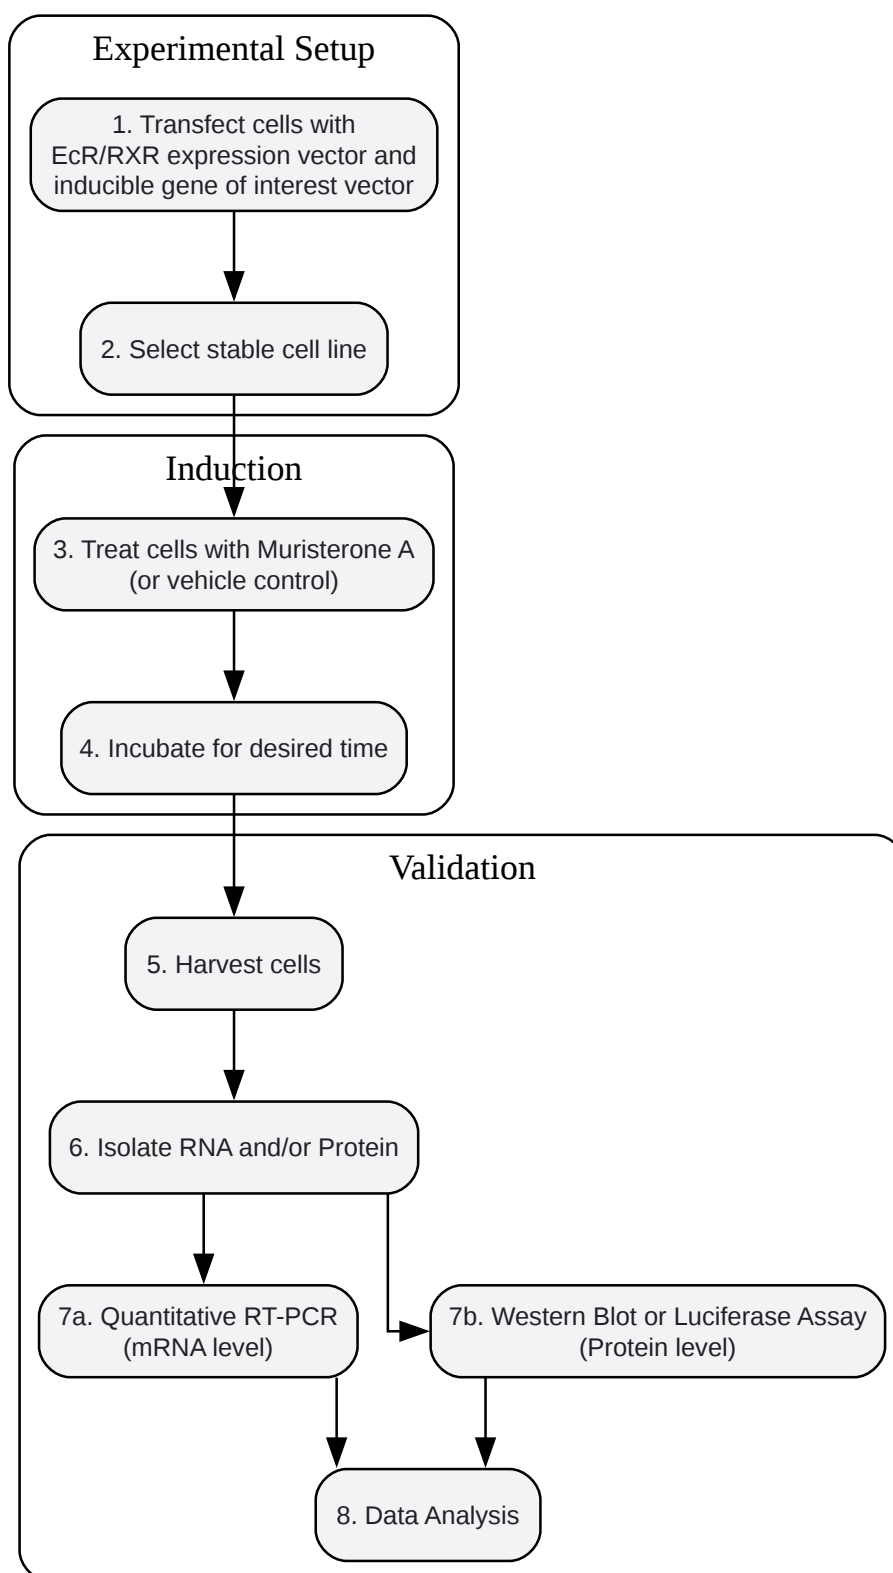 Experimental Setup
1. Transfect cells with
EcR/RXR expression vector and
inducible gene of interest vector
2. Select stable cell line
Induction
3. Treat cells with Muristerone A
(or vehicle control)
4. Incubate for desired time
Validation
5. Harvest cells
6. Isolate RNA and/or Protein
7a. Quantitative RT-PCR
(mRNA level)
7b. Western Blot or Luciferase Assay
(Protein level)
8. Data Analysis